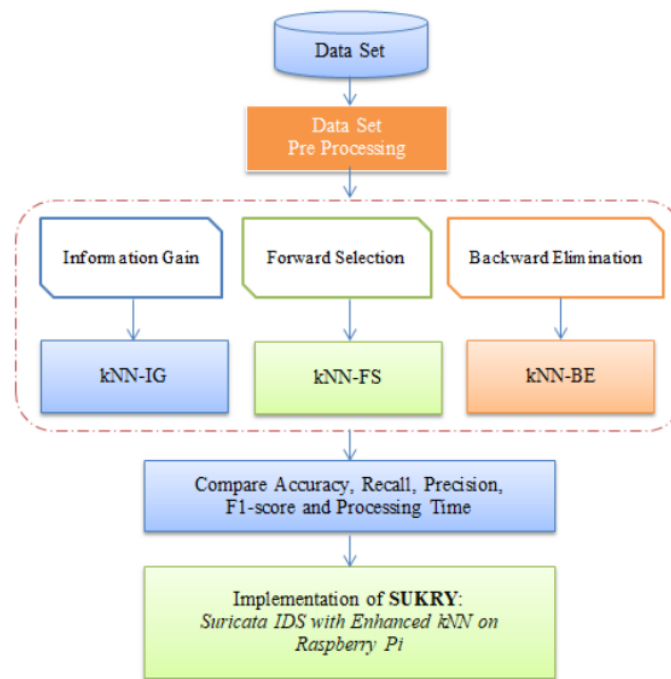 Data Set
Data Set
Pre Processing
Information Gain
Forward Selection
Backward Elimination
kNN-IG
kNN-FS
kNN-BE
Compare Accuracy, Recall, Precision,
F1-score and Processing Time
Implementation of SUKRY:
Suricata IDS with Enhanced kNN on
Raspberry Pi